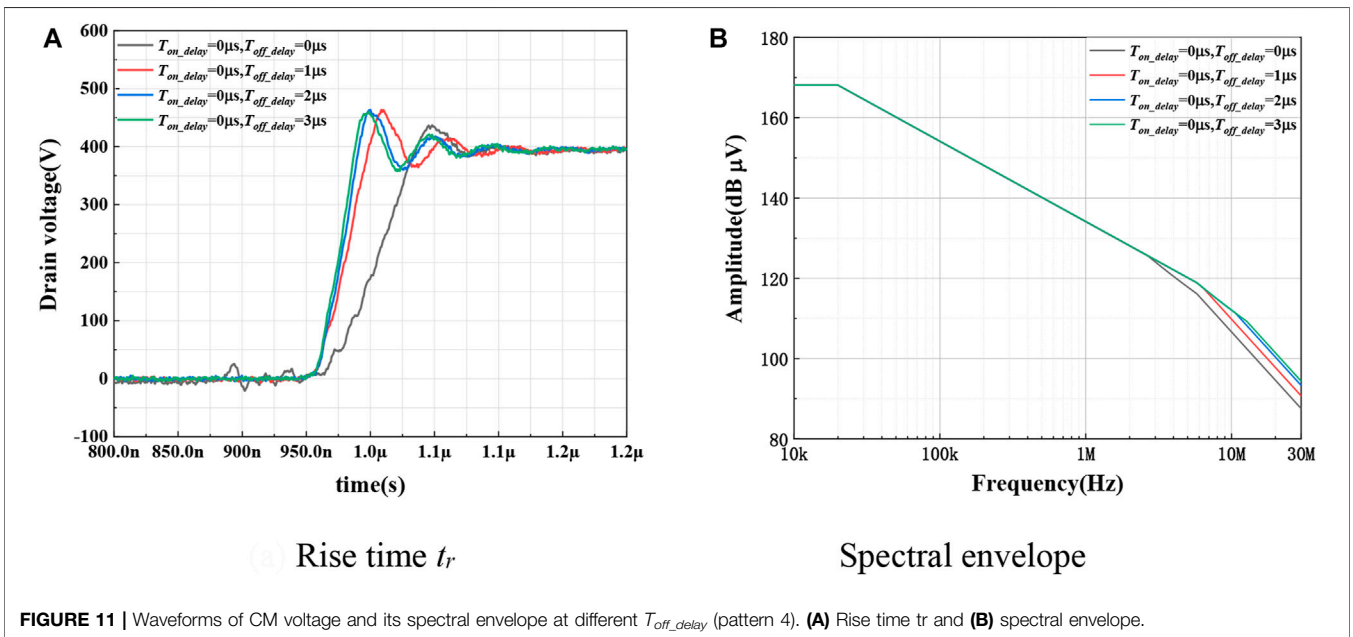 A
600
500
400
300
200
100
0
-100
Drain voltage(V)
T_on_delay=0μs,T_off_delay=0μs
T_on_delay=0μs,T_off_delay=1μs
T_on_delay=0μs,T_off_delay=2μs
T_on_delay=0μs,T_off_delay=3μs
800.0n 850.0n 900n 950.0n 1.0μ 1.1μ 1.1μ 1.2μ 1.2μ
time(s)
(a) Rise time t_r
B
180
160
140
120
100
80
Amplitude(dB μV)
T_on_delay=0μs,T_off_delay=0μs
T_on_delay=0μs,T_off_delay=1μs
T_on_delay=0μs,T_off_delay=2μs
T_on_delay=0μs,T_off_delay=3μs
10k 100k 1M 10M 30M
Frequency(Hz)
Spectral envelope
FIGURE 11 | Waveforms of CM voltage and its spectral envelope at different T_off_delay (pattern 4). (A) Rise time tr and (B) spectral envelope.